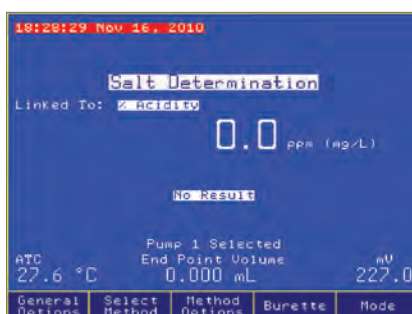 18:28:29 Nov 16, 2010
Salt Determination
Linked To: % Acidity
0.0 ppm (mg/L)
No Result
Pump 1 Selected
ATC End Point Volume mV
27.6 °C 0.000 mL 227.0
General Select Method Burette Mode
Options Method Options